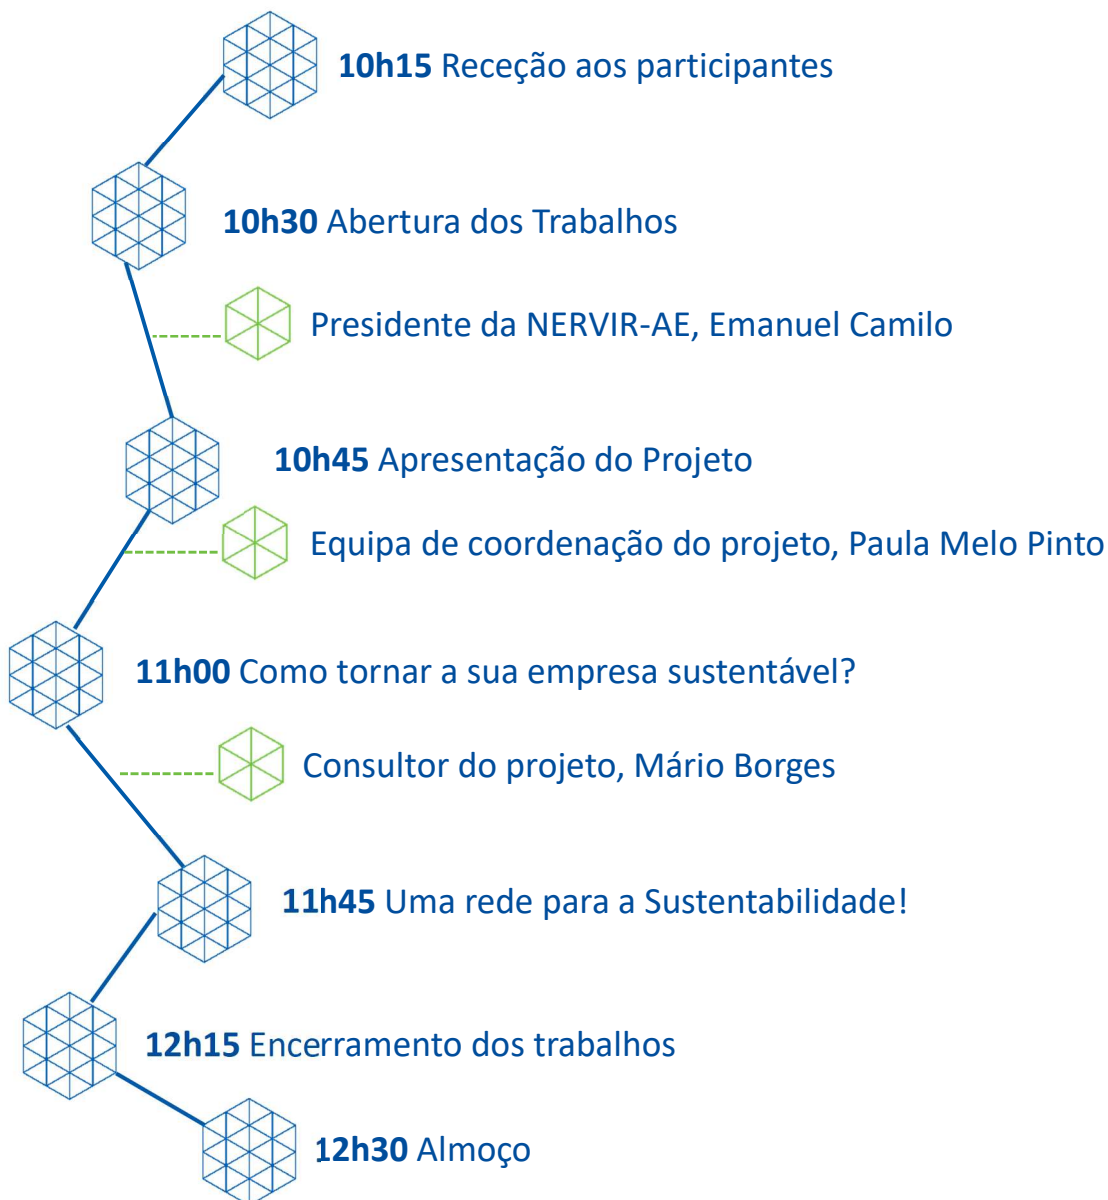 10h15 Receção aos participantes
10h30 Abertura dos Trabalhos
Presidente da NERVIR-AE, Emanuel Camilo
10h45 Apresentação do Projeto
Equipa de coordenação do projeto, Paula Melo Pinto
11h00 Como tornar a sua empresa sustentável?
Consultor do projeto, Mário Borges
11h45 Uma rede para a Sustentabilidade!
12h15 Encerramento dos trabalhos
12h30 Almoço